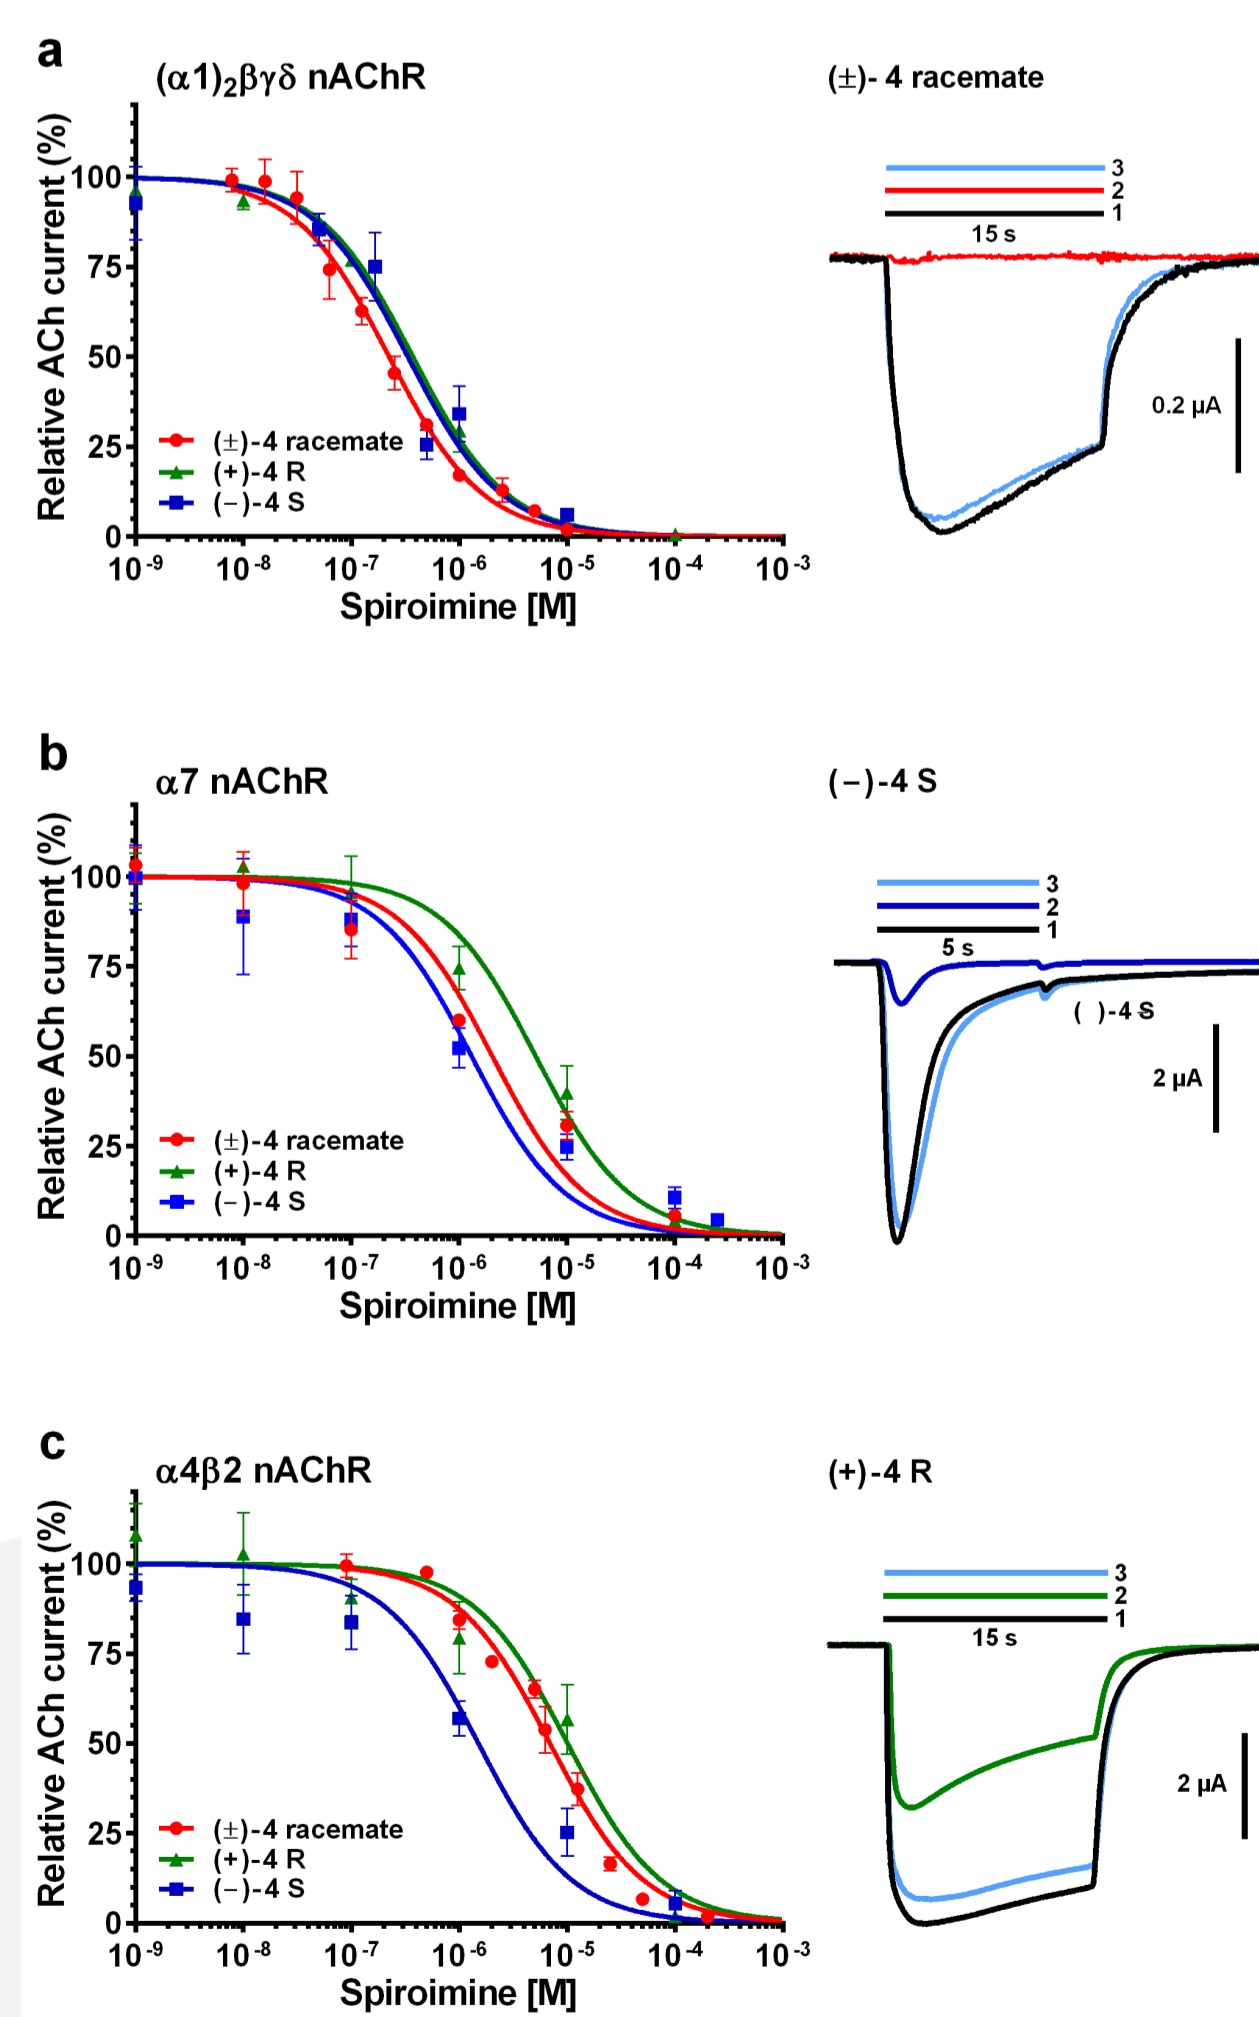 a
(α1)₂βγδ nAChR
(±)- 4 racemate
Relative ACh current (%)
100
75
50
25
0
(±)-4 racemate
(+)-4 R
(−)-4 S
10⁻⁹ 10⁻⁸ 10⁻⁷ 10⁻⁶ 10⁻⁵ 10⁻⁴ 10⁻³
Spiroimine [M]
3
2
1
15 s
0.2 µA
b
α7 nAChR
(−)-4 S
Relative ACh current (%)
100
75
50
25
0
(±)-4 racemate
(+)-4 R
(−)-4 S
10⁻⁹ 10⁻⁸ 10⁻⁷ 10⁻⁶ 10⁻⁵ 10⁻⁴ 10⁻³
Spiroimine [M]
3
2
1
5 s
( )-4 S
2 µA
c
α4β2 nAChR
(+)-4 R
Relative ACh current (%)
100
75
50
25
0
(±)-4 racemate
(+)-4 R
(−)-4 S
10⁻⁹ 10⁻⁸ 10⁻⁷ 10⁻⁶ 10⁻⁵ 10⁻⁴ 10⁻³
Spiroimine [M]
3
2
1
15 s
2 µA